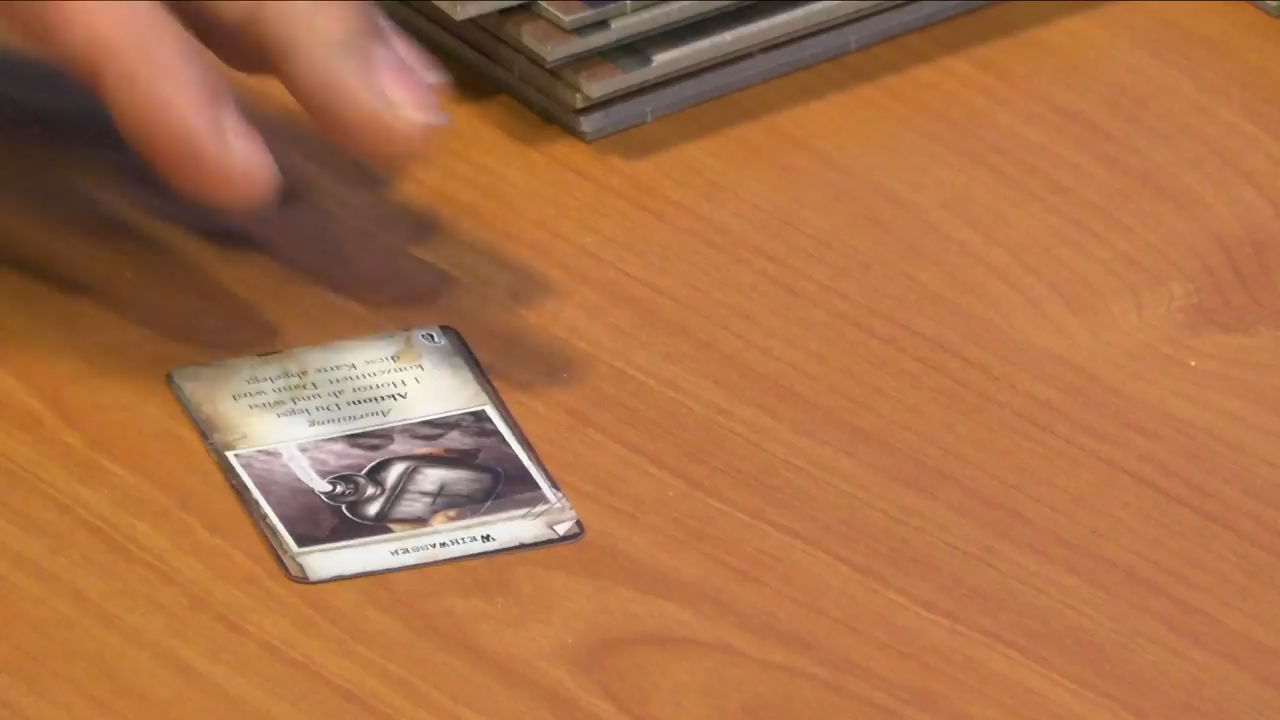 WEIHWASSER
Ausrüstung
Aktion: Du legst
1 Horror ab und wirst
konzentriert. Dann wird
diese Karte abgelegt.